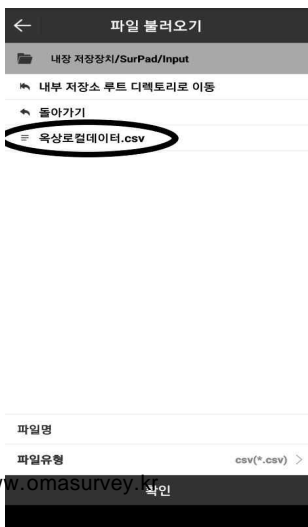 파일 불러오기
내장 저장장치/SurPad/Input
내부 저장소 루트 디렉토리로 이동
돌아가기
옥상로컬데이터.csv
파일명
파일유형 csv(*.csv)
w.omasurvey.kr
확인